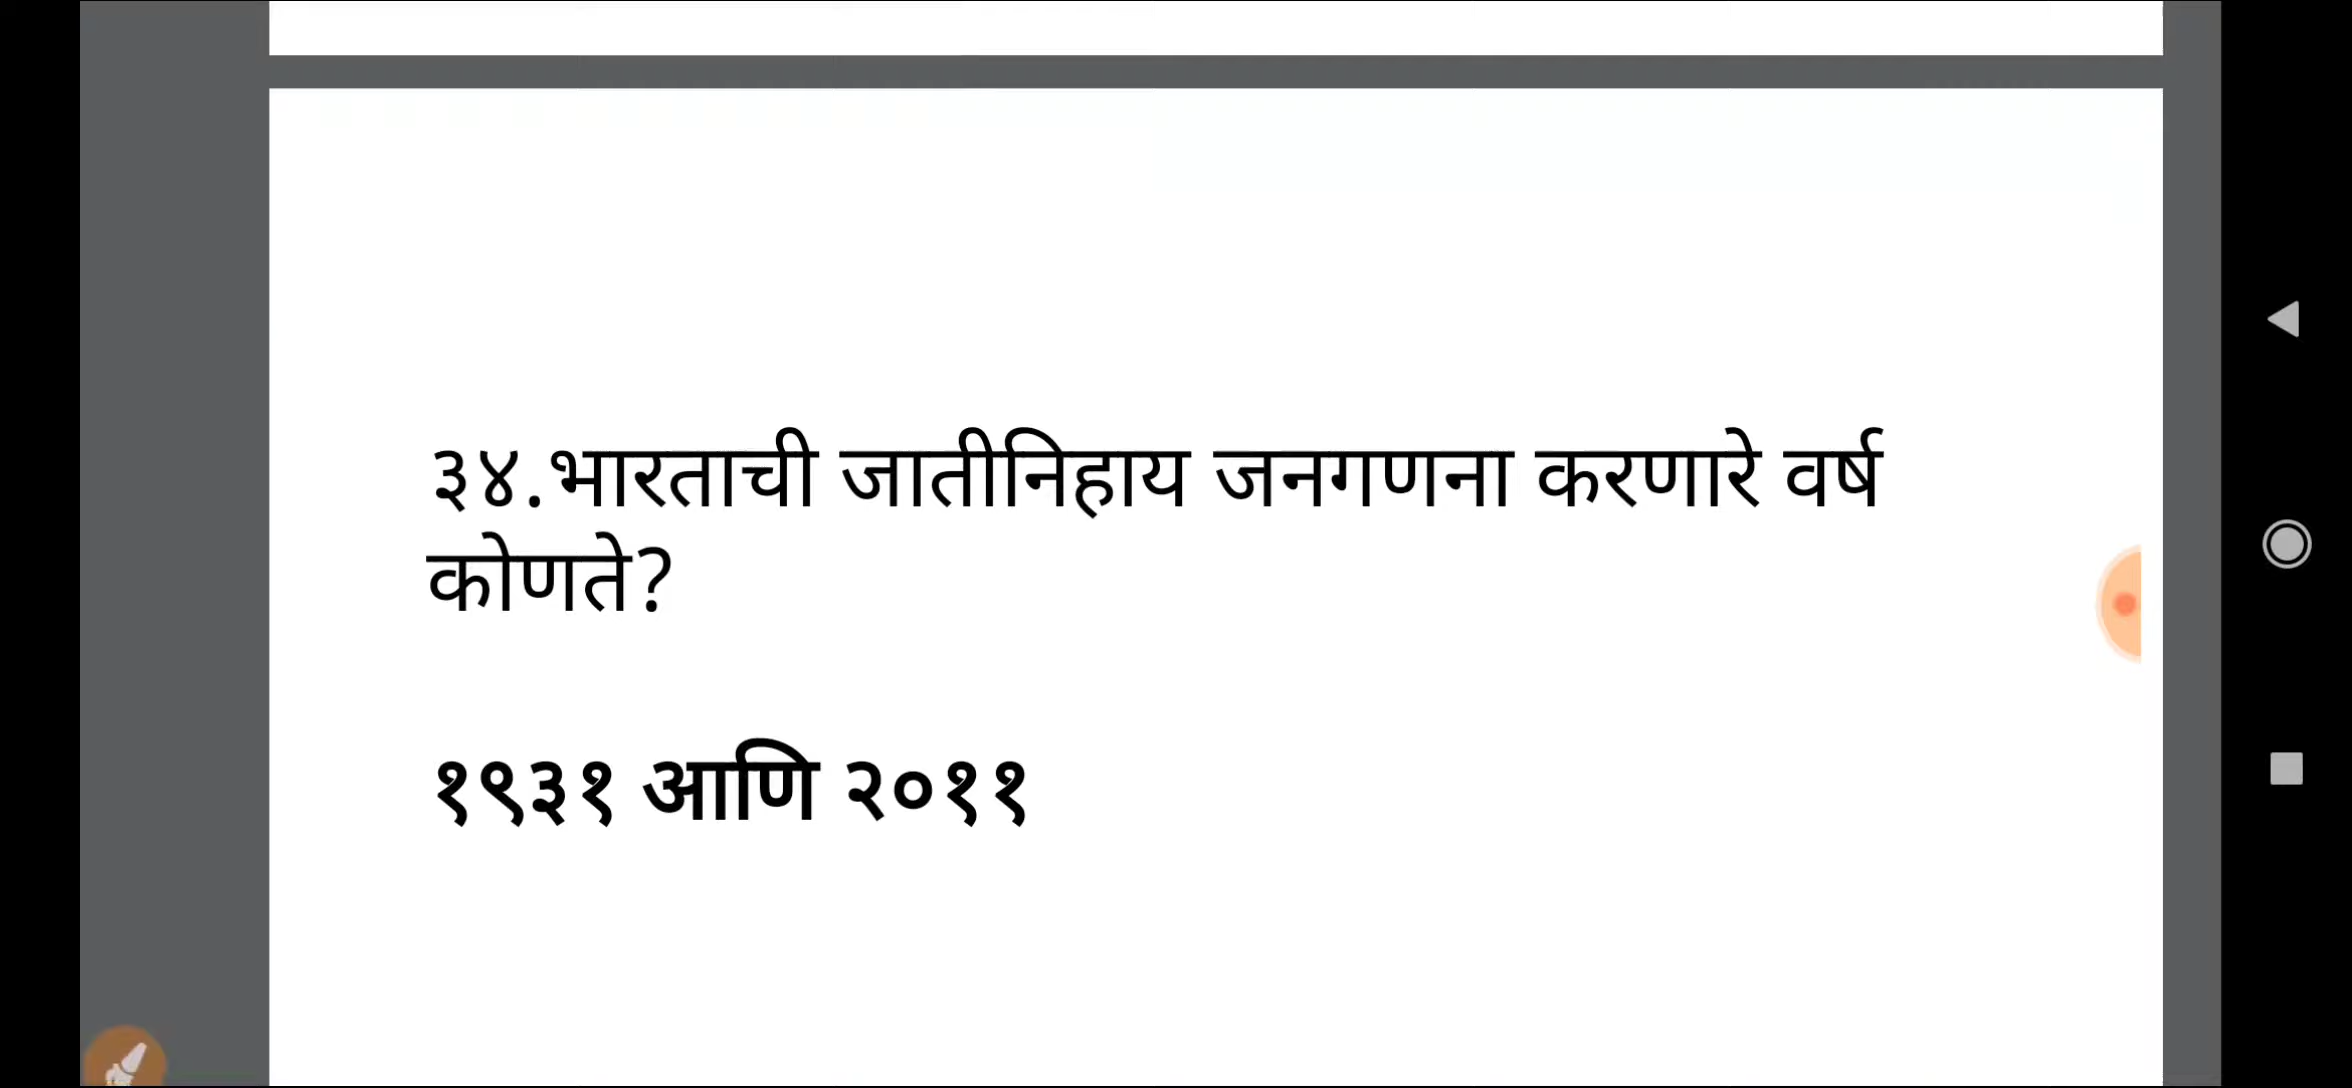 ३४.भारताची जातीनिहाय जनगणना करणारे वर्ष
कोणते?
१९३१ आणि २०११